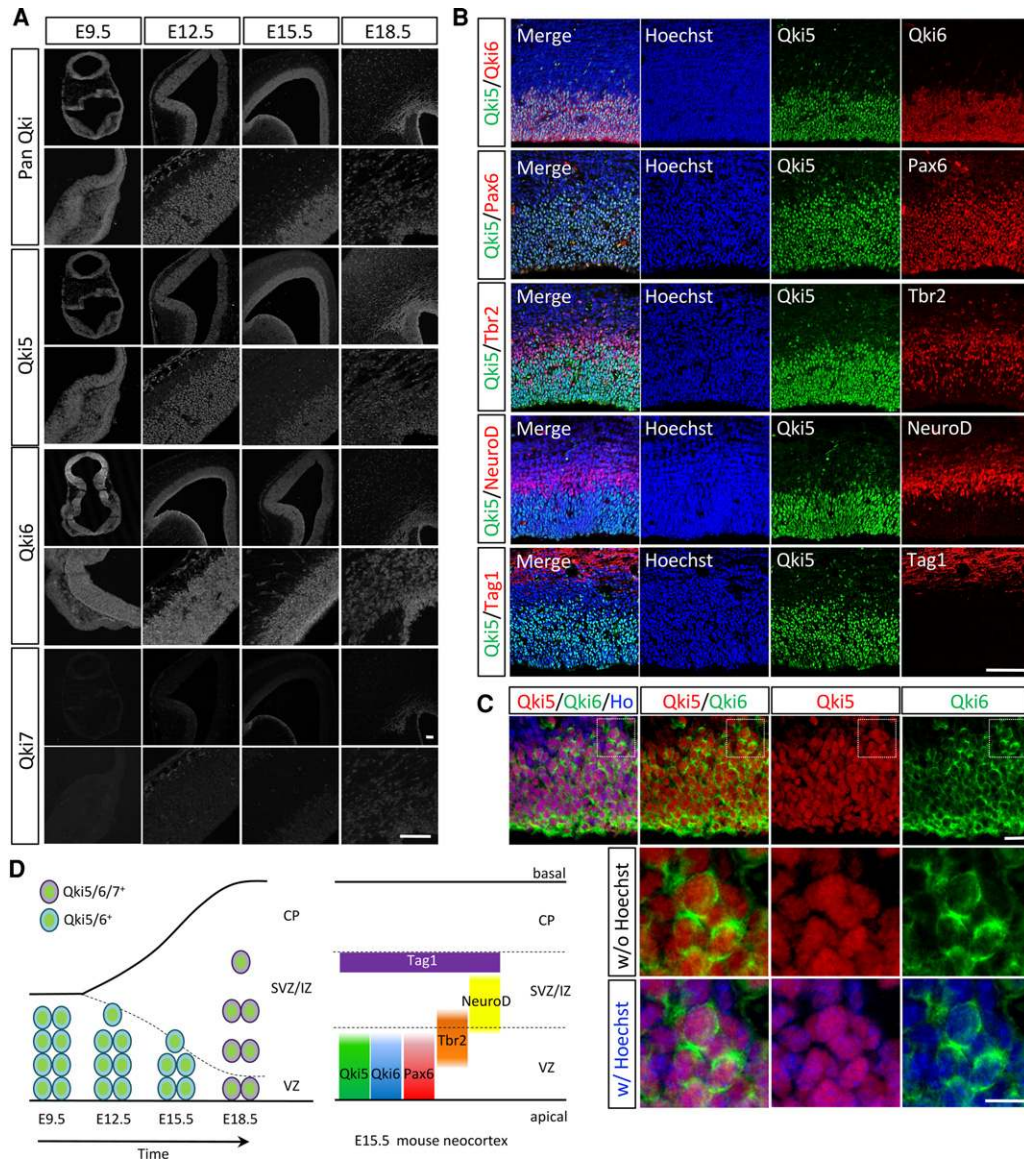 A
E9.5 E12.5 E15.5 E18.5
Pan Qki
Qki5
Qki6
Qki7
B
Qki5/Qki6
Merge Hoechst Qki5 Qki6
Qki5/Pax6
Merge Hoechst Qki5 Pax6
Qki5/Tbr2
Merge Hoechst Qki5 Tbr2
Qki5/NeuroD
Merge Hoechst Qki5 NeuroD
Qki5/Tag1
Merge Hoechst Qki5 Tag1
C
Qki5/Qki6/Ho Qki5/Qki6 Qki5 Qki6
w/o Hoechst
w/ Hoechst
D
Qki5/6/7+
Qki5/6+
CP
SVZ/IZ
VZ
E9.5 E12.5 E15.5 E18.5
Time
basal
CP
Tag1
SVZ/IZ
NeuroD
Tbr2
Qki5 Qki6 Pax6
VZ
apical
E15.5 mouse neocortex